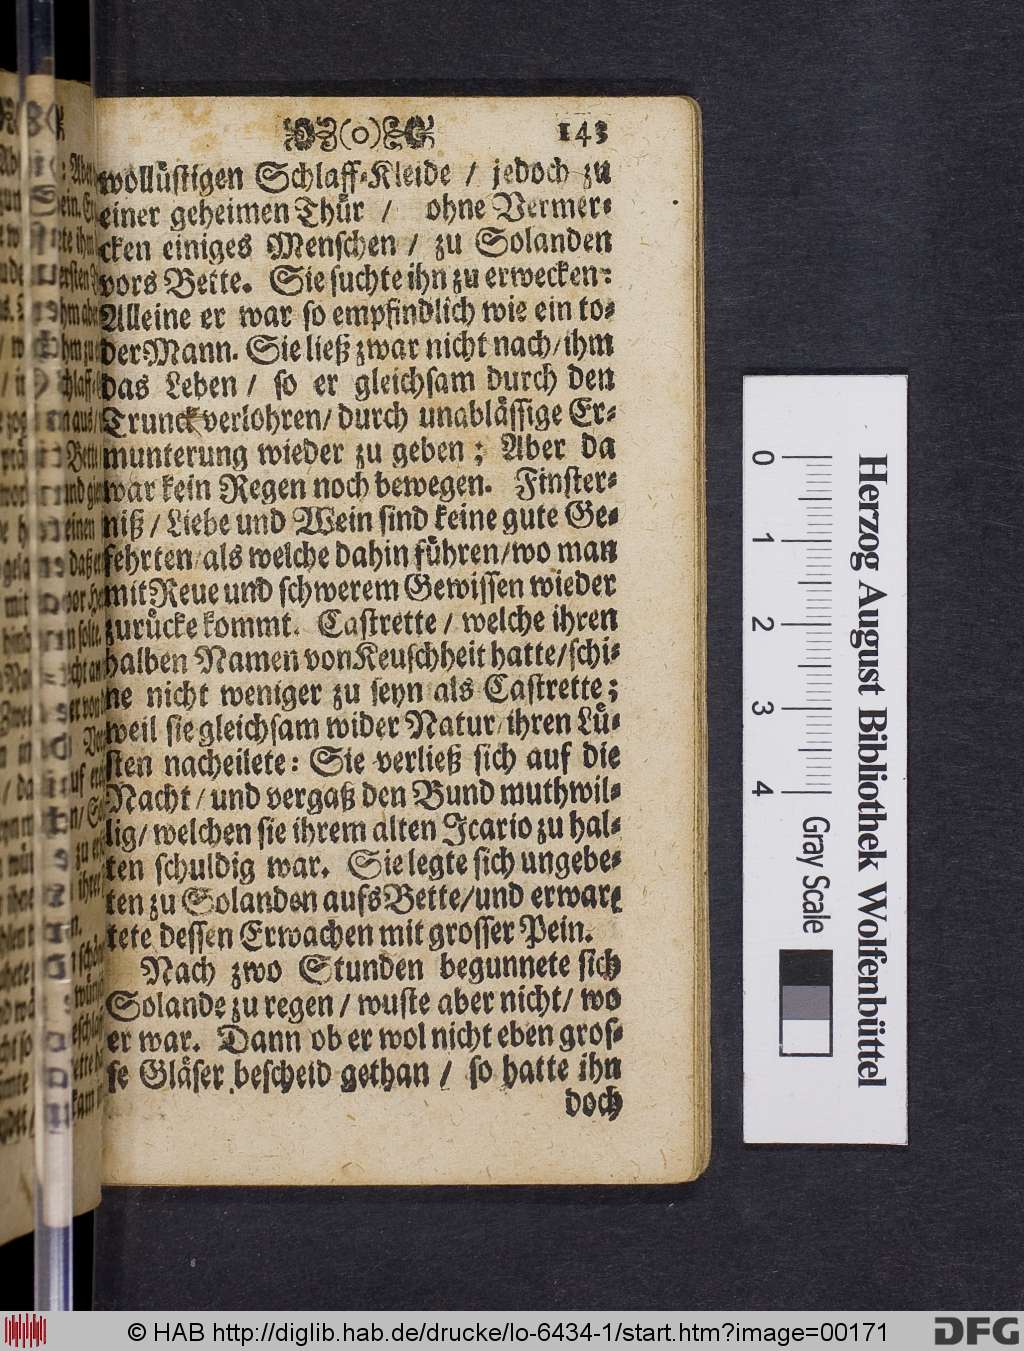 (o) 143
wollüstigen Schlaff-Kleide / jedoch zu
einer geheimen Thür / ohne Vermer-
cken einiges Menschen / zu Solanden
vors Bette. Sie suchte ihn zu erwecken:
Alleine er war so empfindlich wie ein to-
der Mann. Sie ließ zwar nicht nach / ihm
das Leben / so er gleichsam durch den
Trunck verlohren / durch unablässige Er-
munterung wieder zu geben ; Aber da
war kein Regen noch bewegen. Finster-
niß / Liebe und Wein sind keine gute Ge-
fehrten / als welche dahin führen / wo man
mit Reue und schwerem Gewissen wieder
zurücke kommt. Castrette / welche ihren
halben Namen von Keuschheit hatte / schi-
ne nicht weniger zu seyn als Castrette ;
weil sie gleichsam wider Natur / ihren Lü-
sten nacheilete : Sie verließ sich auf die
Nacht / und vergaß den Bund muthwil-
lig / welchen sie ihrem alten Icario zu hal-
ten schuldig war. Sie legte sich ungebe-
ten zu Solanden aufs Bette / und erwar-
tete dessen Erwachen mit grosser Pein.
Nach zwo Stunden begunnete sich
Solande zu regen / wuste aber nicht / wo
er war. Dann ob er wol nicht eben gros-
se Gläser bescheid gethan / so hatte ihn
doch
0 1 2 3 4 Gray Scale
Herzog August Bibliothek Wolfenbüttel
© HAB http://diglib.hab.de/drucke/lo-6434-1/start.htm?image=00171
DFG